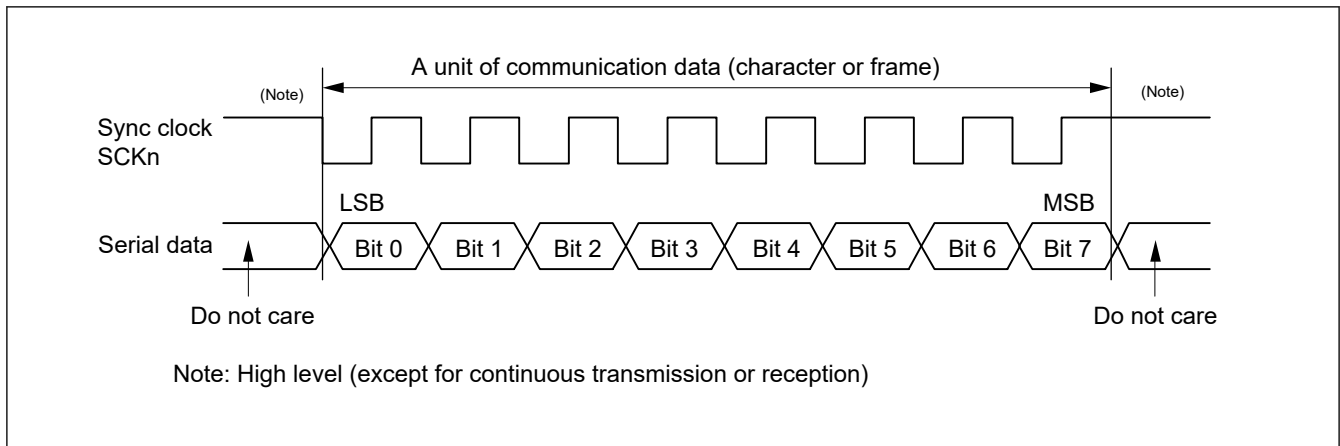 A unit of communication data (character or frame)
(Note)
(Note)
Sync clock
SCKn
LSB
MSB
Serial data
Bit 0
Bit 1
Bit 2
Bit 3
Bit 4
Bit 5
Bit 6
Bit 7
Do not care
Do not care
Note: High level (except for continuous transmission or reception)